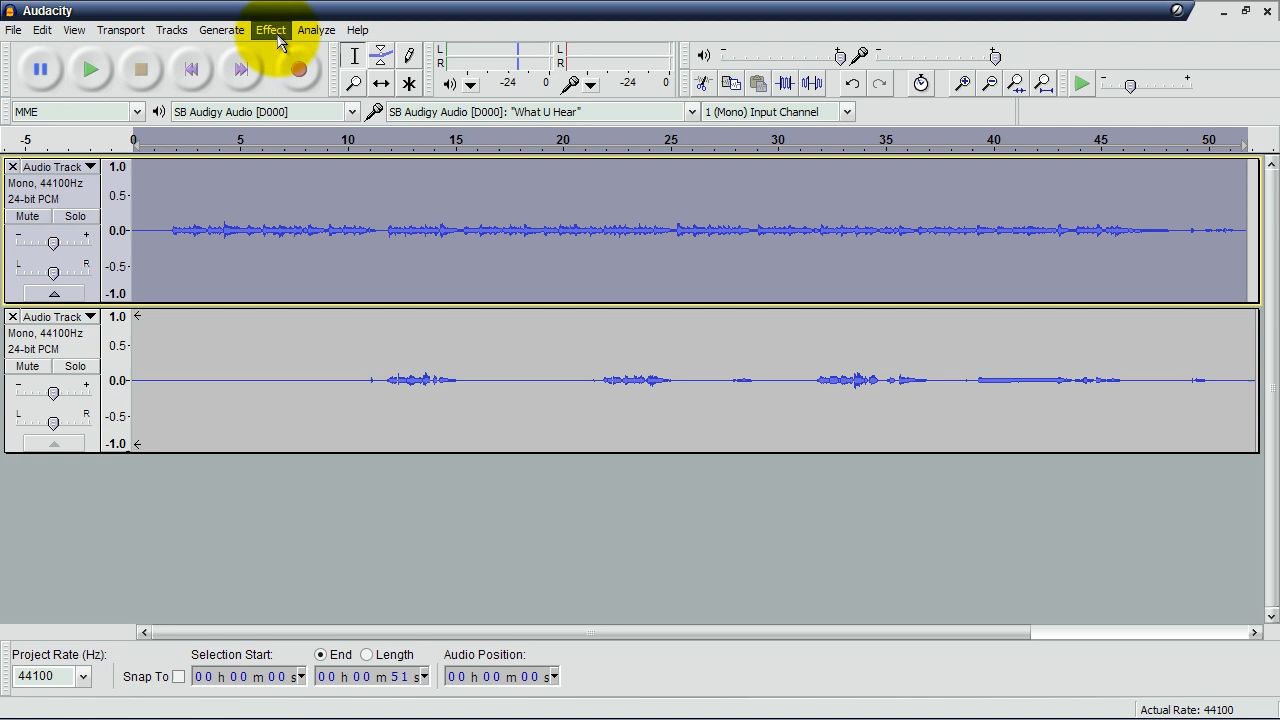 Audacity
File Edit View Transport Tracks Generate Effect Analyze Help
L
R
-24 0
L
R
-24 0
- + - +
MME SB Audigy Audio [D000] SB Audigy Audio [D000]: "What U Hear" 1 (Mono) Input Channel
-5 0 5 10 15 20 25 30 35 40 45 50
X Audio Track
Mono, 44100Hz
24-bit PCM
Mute Solo
- +
L R
1.0
0.5
0.0
-0.5
-1.0
X Audio Track
Mono, 44100Hz
24-bit PCM
Mute Solo
- +
L R
1.0
0.5
0.0
-0.5
-1.0
Project Rate (Hz): Selection Start: End Length Audio Position:
44100 Snap To 00 h 00 m 00 s 00 h 00 m 51 s 00 h 00 m 00 s
Actual Rate: 44100